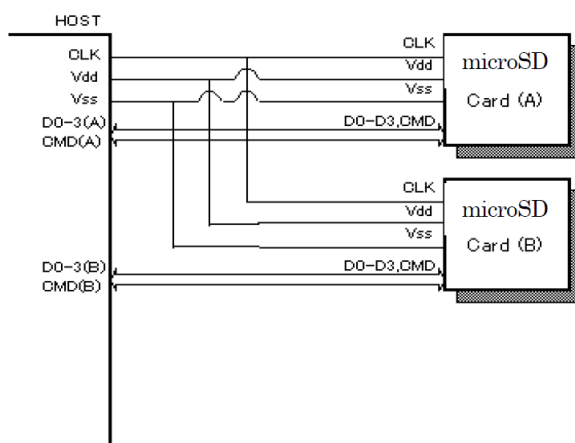 HOST
CLK
Vdd
Vss
D0-3(A)
CMD(A)
CLK
Vdd
Vss
D0-D3,CMD
microSD
Card (A)
CLK
Vdd
Vss
D0-D3,CMD
microSD
Card (B)
D0-3(B)
CMD(B)